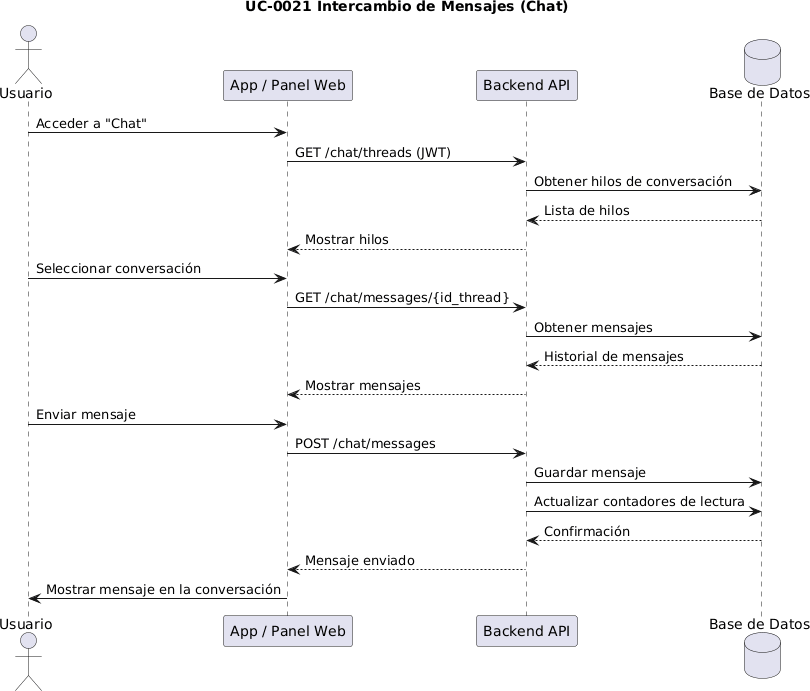 UC-0021 Intercambio de Mensajes (Chat)
Usuario
App / Panel Web
Backend API
Base de Datos
Acceder a "Chat"
GET /chat/threads (JWT)
Obtener hilos de conversación
Lista de hilos
Mostrar hilos
Seleccionar conversación
GET /chat/messages/{id_thread}
Obtener mensajes
Historial de mensajes
Mostrar mensajes
Enviar mensaje
POST /chat/messages
Guardar mensaje
Actualizar contadores de lectura
Confirmación
Mensaje enviado
Mostrar mensaje en la conversación
Usuario
App / Panel Web
Backend API
Base de Datos